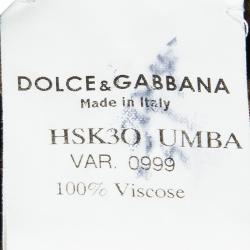 DOLCE & GABBANA
Made in Italy
HSK3O UMBA
VAR. 0999
100% Viscose